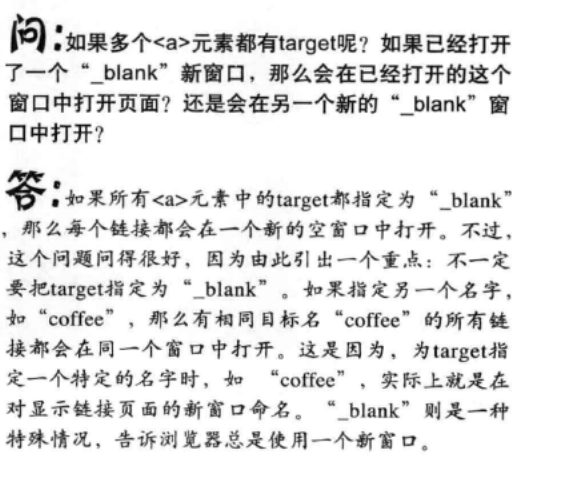 问：如果多个<a>元素都有target呢？如果已经打开
了一个“_blank”新窗口，那么会在已经打开的这个
窗口中打开页面？还是会在另一个新的“_blank”窗
口中打开？
答：如果所有<a>元素中的target都指定为“_blank”
，那么每个链接都会在一个新的空窗口中打开。不过，
这个问题问得很好，因为由此引出一个重点：不一定
要把target指定为“_blank”。如果指定另一个名字，
如“coffee”，那么有相同目标名“coffee”的所有链
接都会在同一个窗口中打开。这是因为，为target指
定一个特定的名字时，如 “coffee”，实际上就是在
对显示链接页面的新窗口命名。“_blank”则是一种
特殊情况，告诉浏览器总是使用一个新窗口。